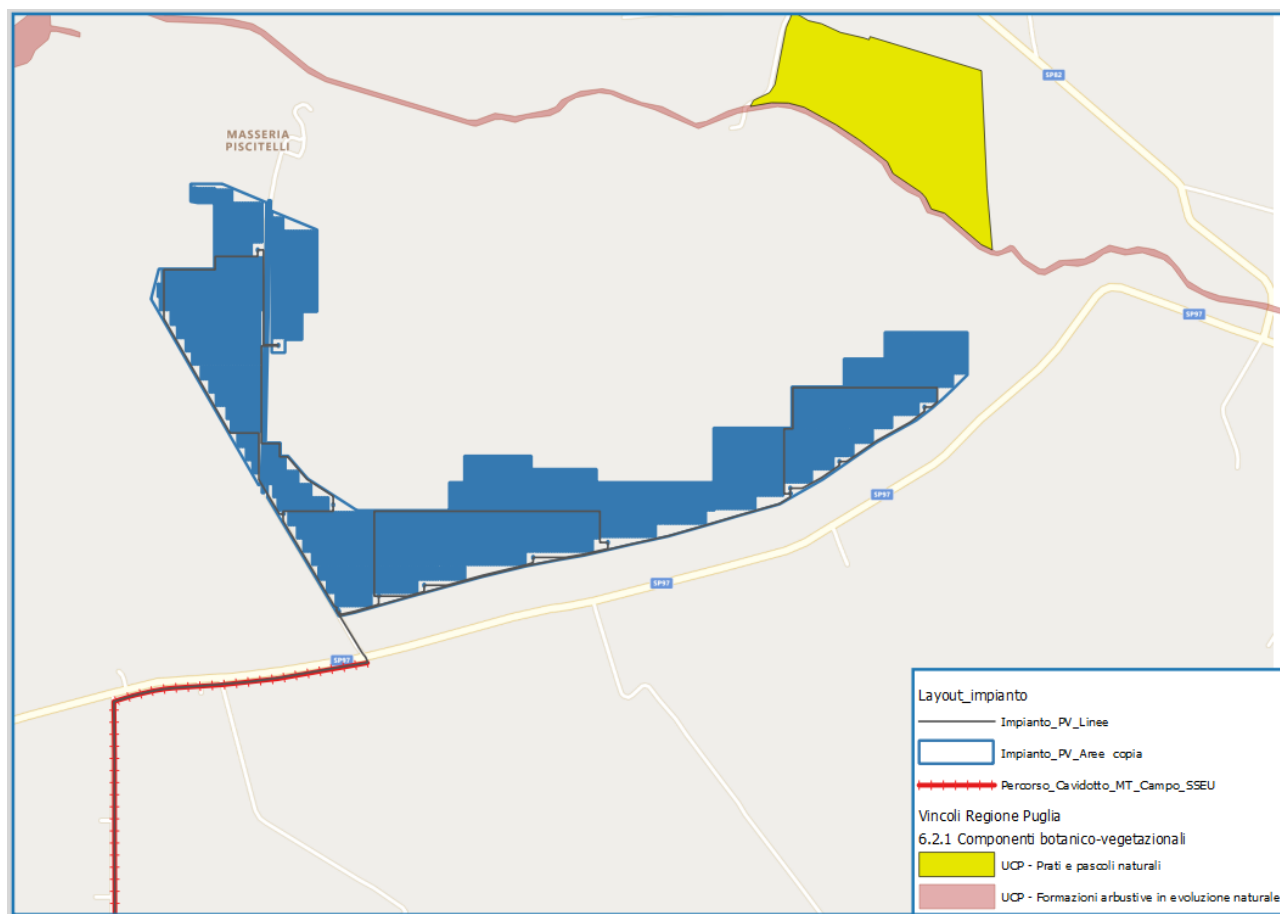 SP82
MASSERIA
PISCITELLI
SP97
SP97
SP97
SP97
Layout_impianto
Impianto_PV_Linee
Impianto_PV_Aree copia
Percorso_Cavidotto_MT_Campo_SSEU
Vincoli Regione Puglia
6.2.1 Componenti botanico-vegetazionali
UCP - Prati e pascoli naturali
UCP - Formazioni arbustive in evoluzione naturale